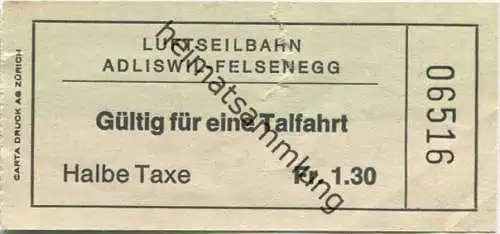 LUFTSEILBAHN
ADLISWIL-FELSENEGG
Gültig für eine Talfahrt
Halbe Taxe Fr. 1.30
06516
CARTA DRUCK AG ZÜRICH
heimatsammlung